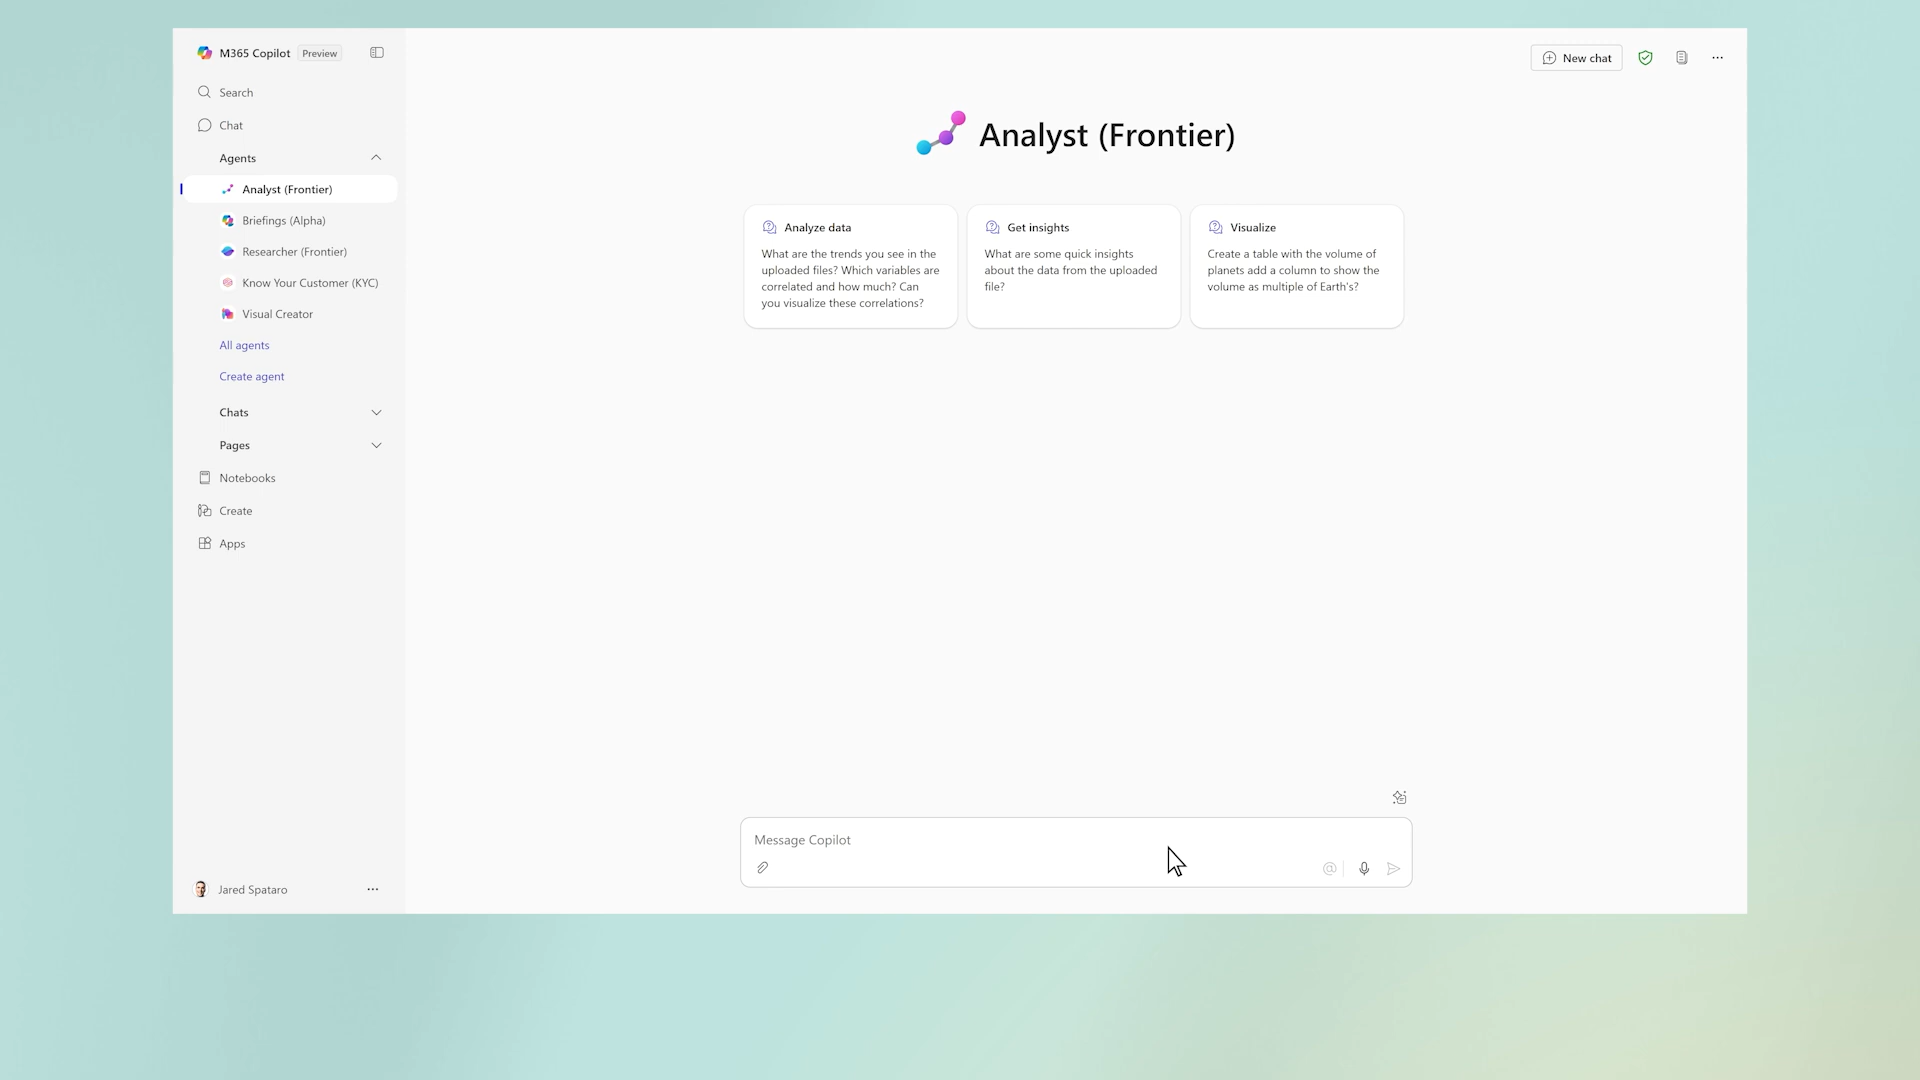 M365 Copilot Preview
Search
Chat
Agents
Analyst (Frontier)
Briefings (Alpha)
Researcher (Frontier)
Know Your Customer (KYC)
Visual Creator
All agents
Create agent
Chats
Pages
Notebooks
Create
Apps
Jared Spataro
New chat
Analyst (Frontier)
Analyze data
What are the trends you see in the
uploaded files? Which variables are
correlated and how much? Can
you visualize these correlations?
Get insights
What are some quick insights
about the data from the uploaded
file?
Visualize
Create a table with the volume of
planets add a column to show the
volume as multiple of Earth's?
Message Copilot